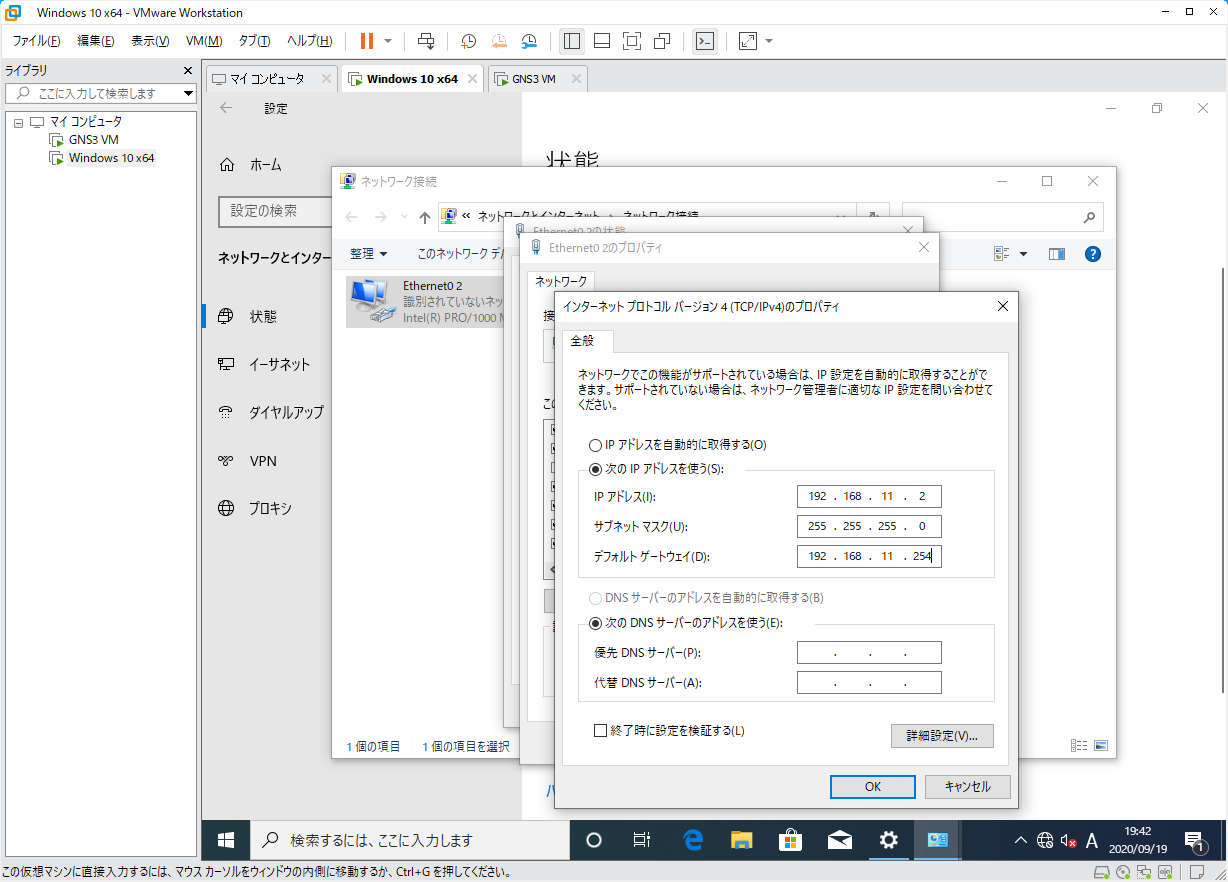 Windows 10 x64 - VMware Workstation
ファイル(F) 編集(E) 表示(V) VM(M) タブ(T) ヘルプ(H)
ライブラリ
ここに入力して検索します
マイ コンピュータ
GNS3 VM
Windows 10 x64
マイ コンピュータ
Windows 10 x64
GNS3 VM
設定
ホーム
設定の検索
ネットワークとインター
状態
イーサネット
ダイヤルアップ
VPN
プロキシ
状態
ネットワーク接続
« ネットワークとインターネット › ネットワーク接続
整理 このネットワーク デ
Ethernet0 2
識別されていないネッ
Intel(R) PRO/1000 M
1 個の項目 1 個の項目を選択
Ethernet0 2の状態
Ethernet0 2のプロパティ
ネットワーク
インターネット プロトコル バージョン 4 (TCP/IPv4)のプロパティ
全般
ネットワークでこの機能がサポートされている場合は、IP 設定を自動的に取得することがで
きます。サポートされていない場合は、ネットワーク管理者に適切な IP 設定を問い合わせて
ください。
IP アドレスを自動的に取得する(O)
次の IP アドレスを使う(S):
IP アドレス(I): 192 . 168 . 11 . 2
サブネット マスク(U): 255 . 255 . 255 . 0
デフォルト ゲートウェイ(D): 192 . 168 . 11 . 254
DNS サーバーのアドレスを自動的に取得する(B)
次の DNS サーバーのアドレスを使う(E):
優先 DNS サーバー(P): . . .
代替 DNS サーバー(A): . . .
終了時に設定を検証する(L)
詳細設定(V)...
OK キャンセル
検索するには、ここに入力します
A
19:42
2020/09/19
1
この仮想マシンに直接入力するには、マウス カーソルをウィンドウの内側に移動するか、Ctrl+G を押してください。